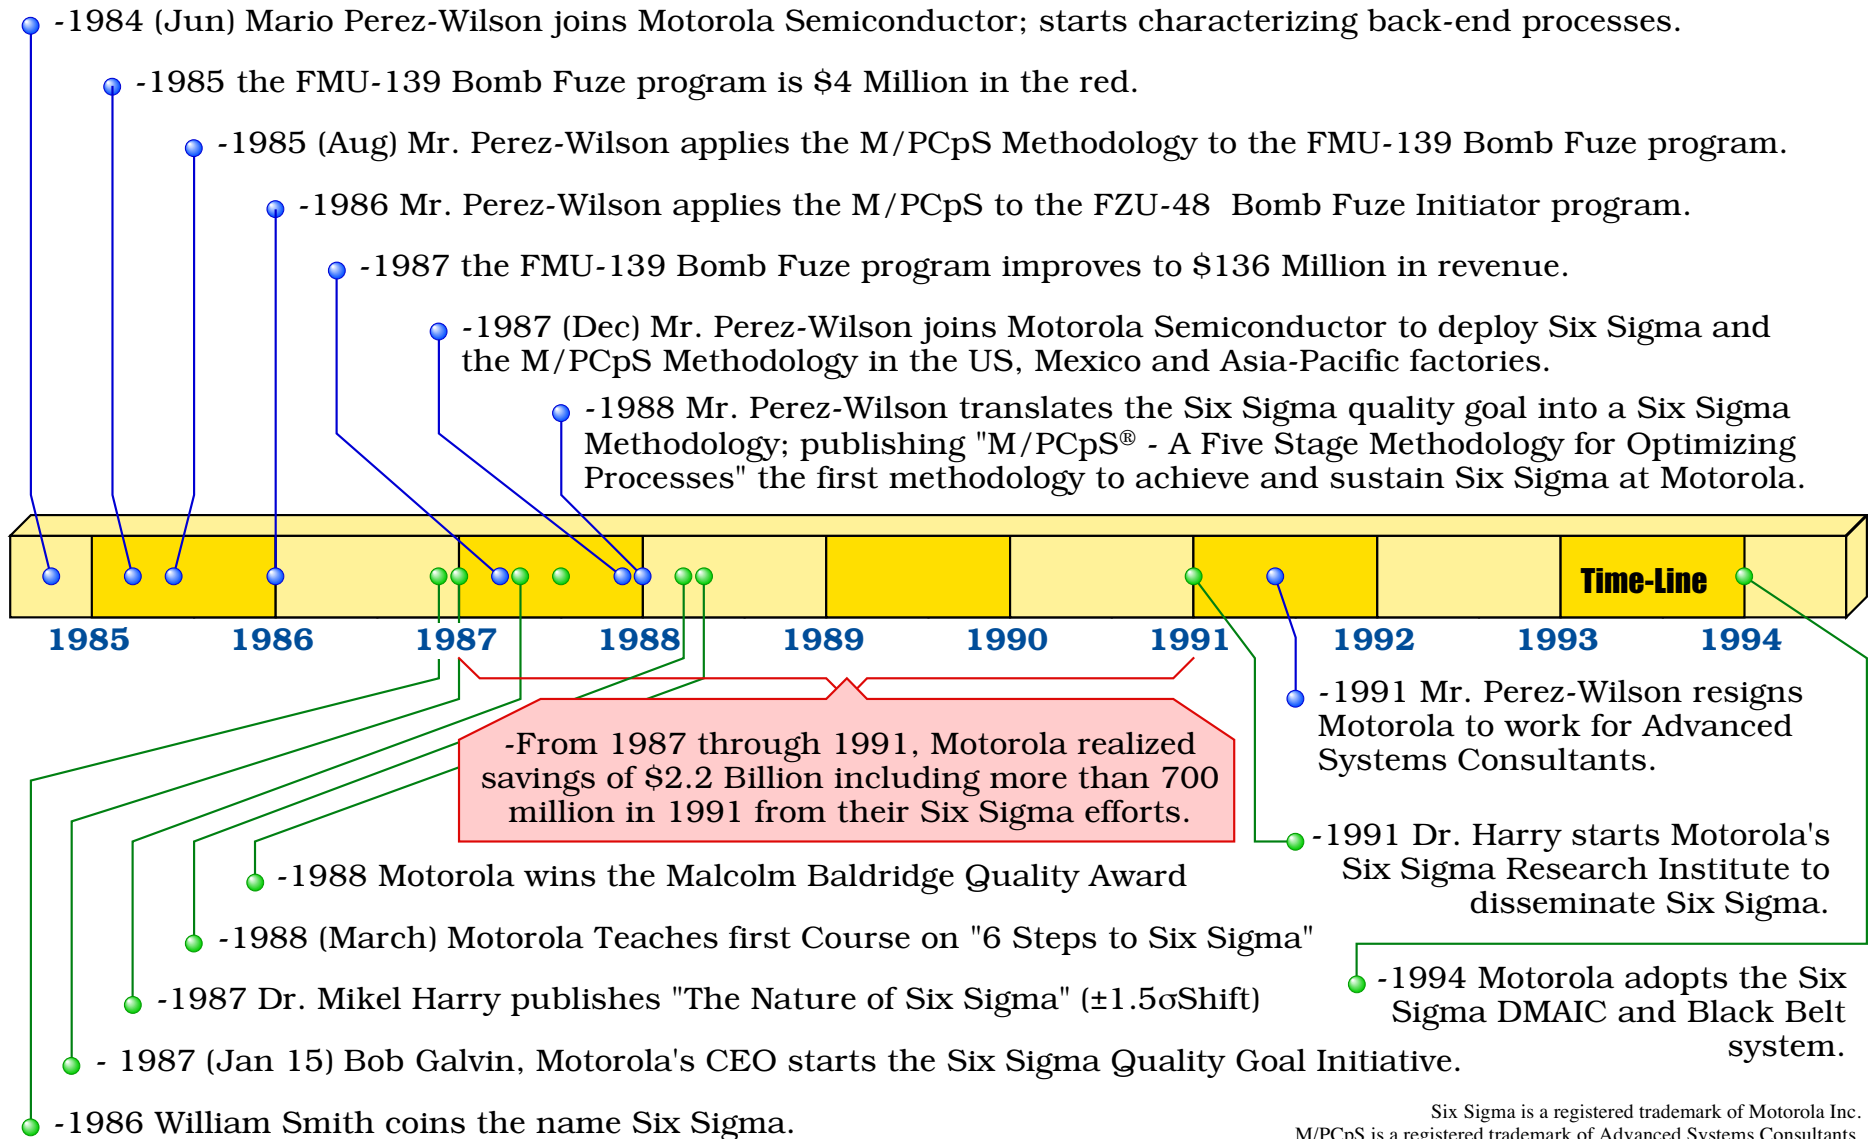 -1984 (Jun) Mario Perez-Wilson joins Motorola Semiconductor; starts characterizing back-end processes.
-1985 the FMU-139 Bomb Fuze program is $4 Million in the red.
-1985 (Aug) Mr. Perez-Wilson applies the M/PCpS Methodology to the FMU-139 Bomb Fuze program.
-1986 Mr. Perez-Wilson applies the M/PCpS to the FZU-48 Bomb Fuze Initiator program.
-1987 the FMU-139 Bomb Fuze program improves to $136 Million in revenue.
-1987 (Dec) Mr. Perez-Wilson joins Motorola Semiconductor to deploy Six Sigma and
the M/PCpS Methodology in the US, Mexico and Asia-Pacific factories.
-1988 Mr. Perez-Wilson translates the Six Sigma quality goal into a Six Sigma
Methodology; publishing "M/PCpS® - A Five Stage Methodology for Optimizing
Processes" the first methodology to achieve and sustain Six Sigma at Motorola.
Time-Line
1985 1986 1987 1988 1989 1990 1991 1992 1993 1994
-From 1987 through 1991, Motorola realized
savings of $2.2 Billion including more than 700
million in 1991 from their Six Sigma efforts.
-1991 Mr. Perez-Wilson resigns
Motorola to work for Advanced
Systems Consultants.
-1991 Dr. Harry starts Motorola's
Six Sigma Research Institute to
disseminate Six Sigma.
-1988 Motorola wins the Malcolm Baldridge Quality Award
-1988 (March) Motorola Teaches first Course on "6 Steps to Six Sigma"
-1994 Motorola adopts the Six
Sigma DMAIC and Black Belt
system.
-1987 Dr. Mikel Harry publishes "The Nature of Six Sigma" (±1.5σShift)
- 1987 (Jan 15) Bob Galvin, Motorola's CEO starts the Six Sigma Quality Goal Initiative.
-1986 William Smith coins the name Six Sigma.
Six Sigma is a registered trademark of Motorola Inc.
M/PCpS is a registered trademark of Advanced Systems Consultants.